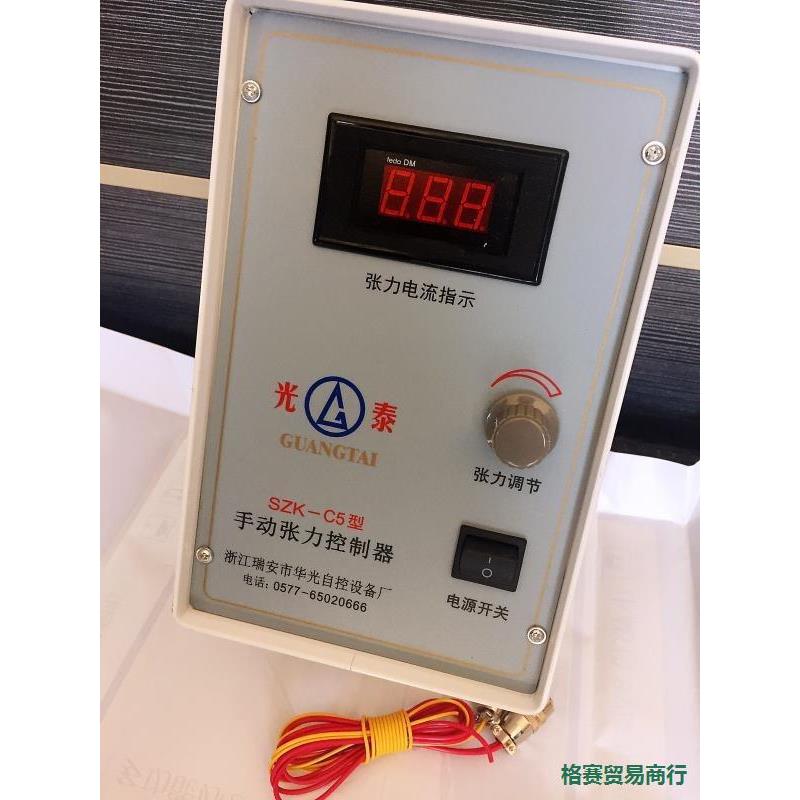 fedo DM
888
张力电流指示
光 泰
GUANGTAI
张力调节
SZK-C5型
手动张力控制器
浙江瑞安市华光自控设备厂
电话：0577-65020666
电源开关
格赛贸易商行